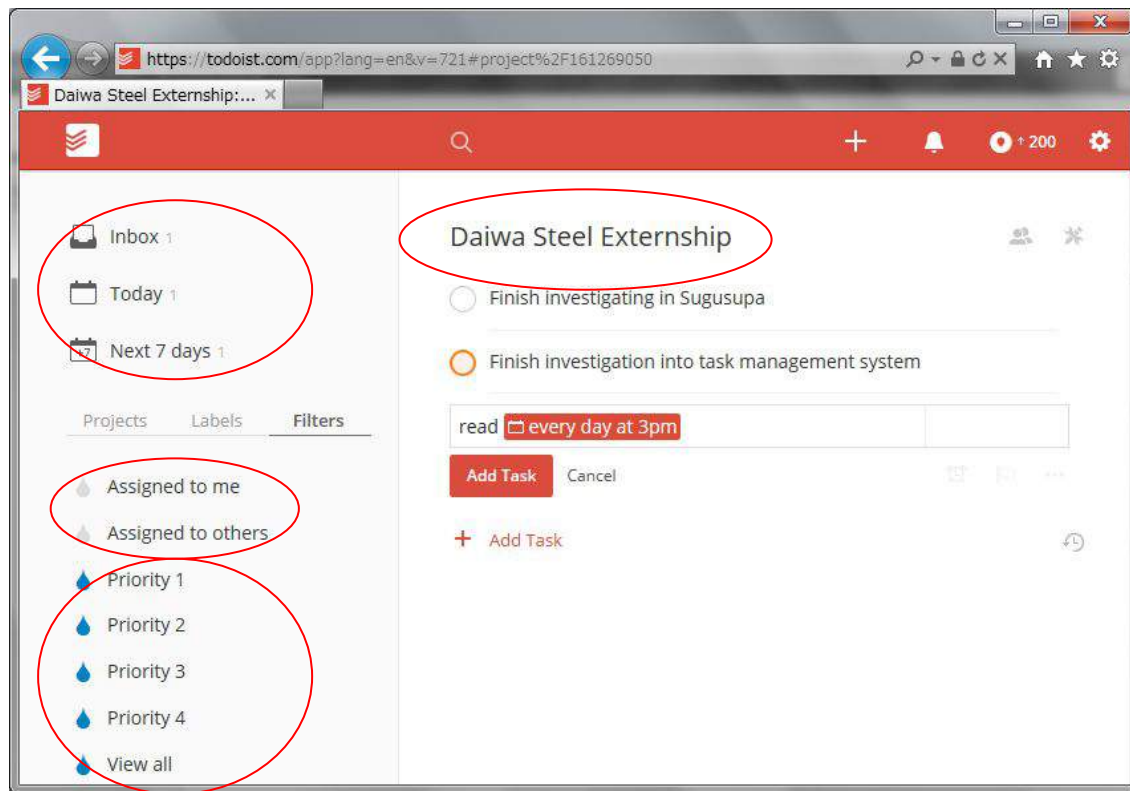 https://todoist.com/app?lang=en&v=721#project%2F161269050
Daiwa Steel Externship:...
↑ 200
Inbox 1
Today 1
+7 Next 7 days 1
Projects Labels Filters
Assigned to me
Assigned to others
Priority 1
Priority 2
Priority 3
Priority 4
View all
Daiwa Steel Externship
Finish investigating in Sugusupa
Finish investigation into task management system
read every day at 3pm
Add Task Cancel
+ Add Task